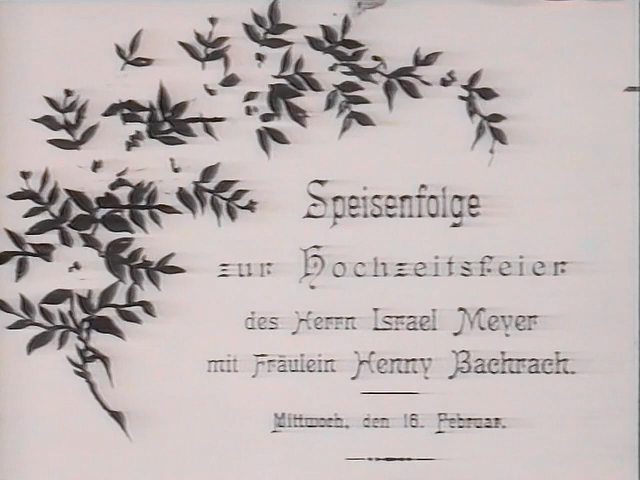 Speisenfolge
zur Hochzeitsfeier
des Herrn Israel Meyer
mit Fräulein Henny Bachrach.
Mittwoch, den 16. Februar.